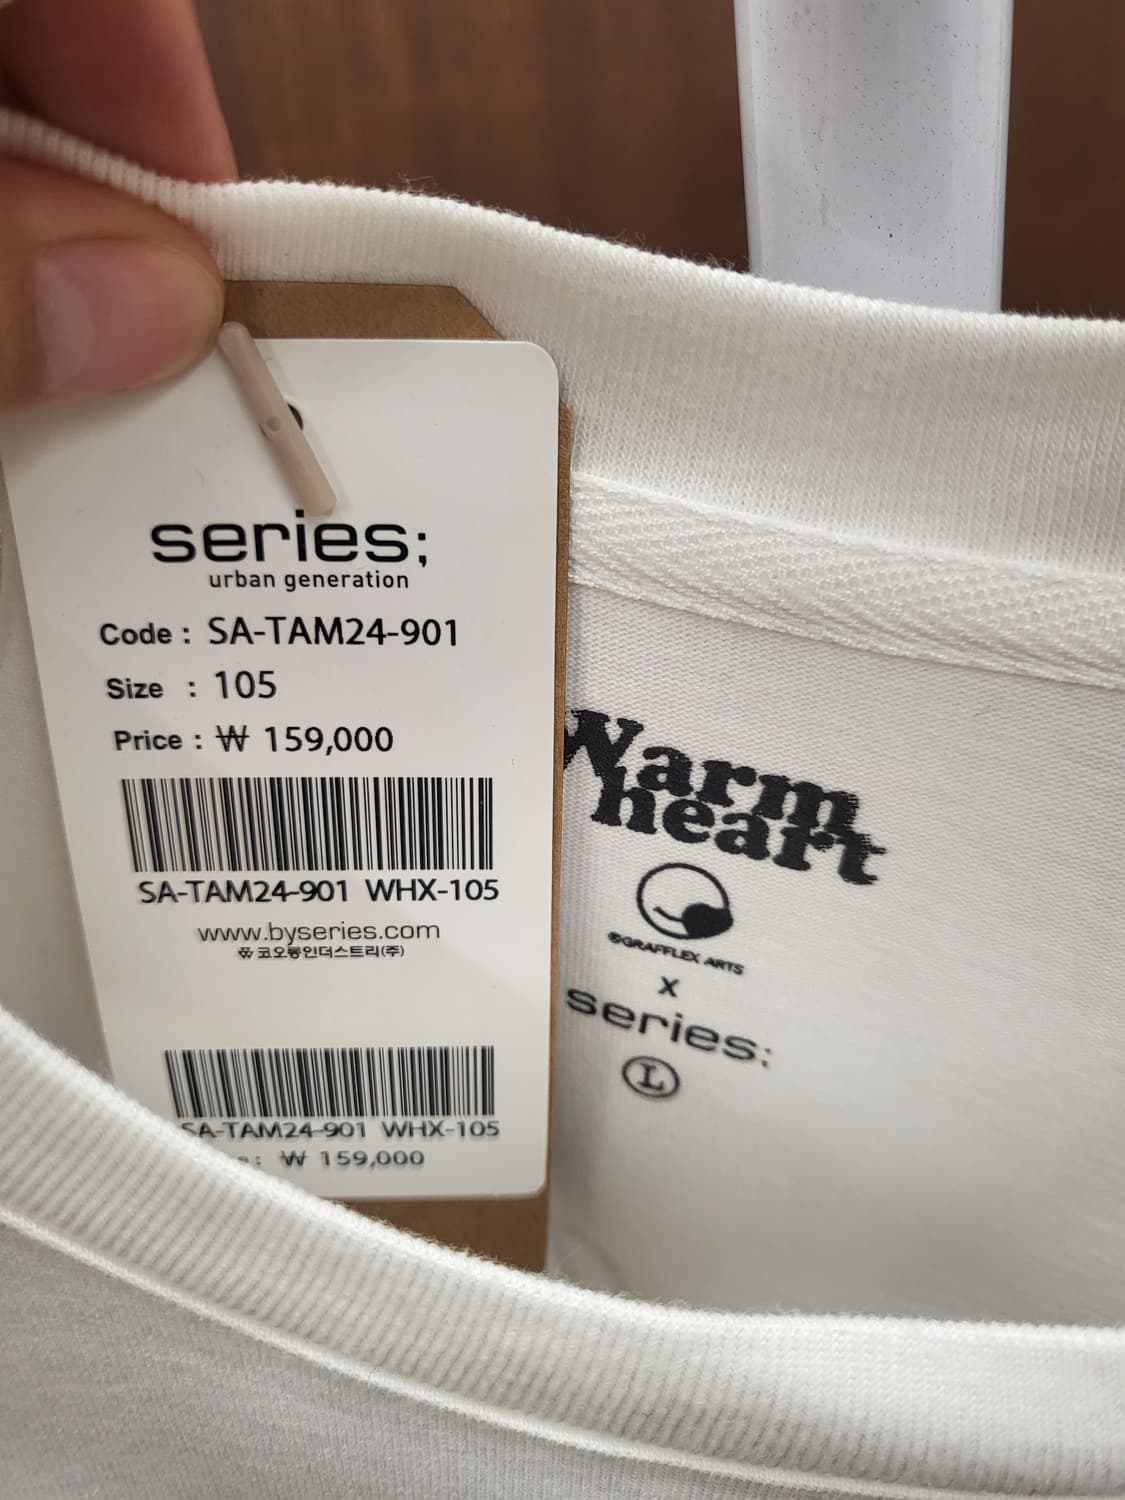 series;
urban generation
Code : SA-TAM24-901
Size : 105
Price : ₩ 159,000
SA-TAM24-901 WHX-105
www.byseries.com
코오롱인더스트리(주)
SA-TAM24-901 WHX-105
₩ 159,000
Warm
heart
©GRAFFLEX ARTS
x
series;
L